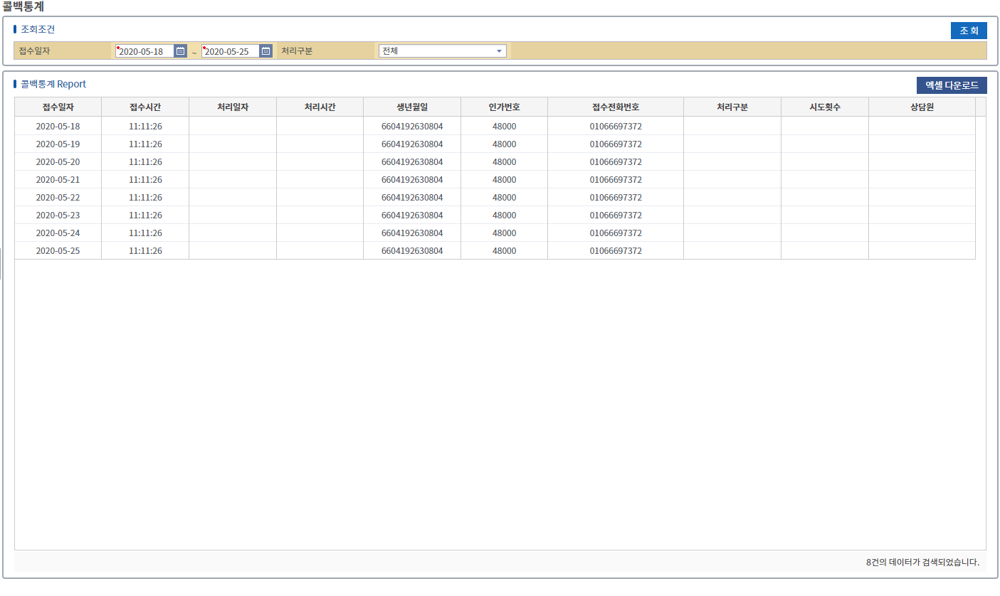 콜백통계
조회조건
조 회
접수일자 2020-05-18 ~ 2020-05-25 처리구분 전체
콜백통계 Report
엑셀 다운로드
접수일자 접수시간 처리일자 처리시간 생년월일 인가번호 접수전화번호 처리구분 시도횟수 상담원
2020-05-18 11:11:26 6604192630804 48000 01066697372
2020-05-19 11:11:26 6604192630804 48000 01066697372
2020-05-20 11:11:26 6604192630804 48000 01066697372
2020-05-21 11:11:26 6604192630804 48000 01066697372
2020-05-22 11:11:26 6604192630804 48000 01066697372
2020-05-23 11:11:26 6604192630804 48000 01066697372
2020-05-24 11:11:26 6604192630804 48000 01066697372
2020-05-25 11:11:26 6604192630804 48000 01066697372
8건의 데이터가 검색되었습니다.